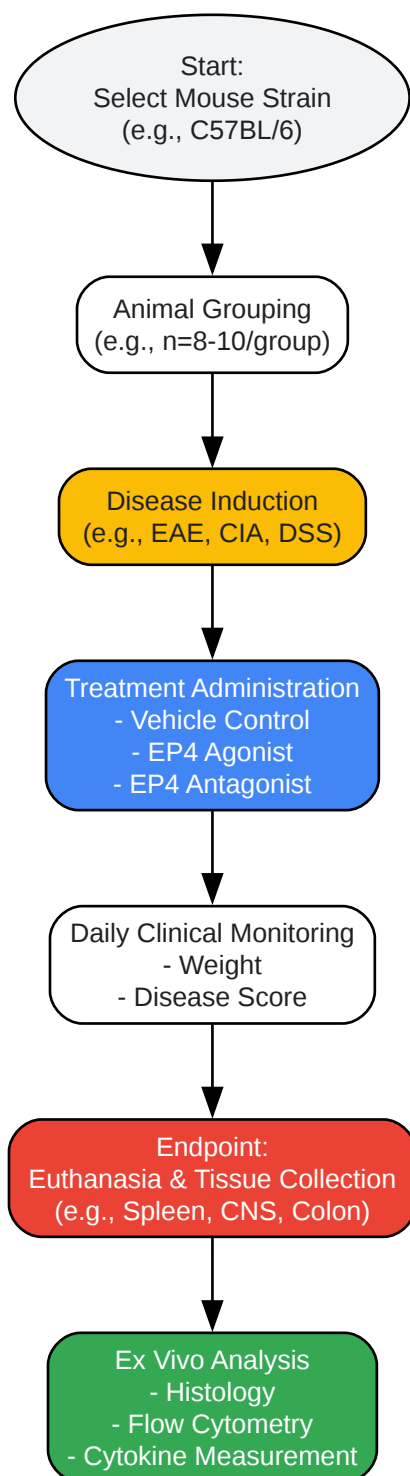 Start:
Select Mouse Strain
(e.g., C57BL/6)
Animal Grouping
(e.g., n=8-10/group)
Disease Induction
(e.g., EAE, CIA, DSS)
Treatment Administration
- Vehicle Control
- EP4 Agonist
- EP4 Antagonist
Daily Clinical Monitoring
- Weight
- Disease Score
Endpoint:
Euthanasia & Tissue Collection
(e.g., Spleen, CNS, Colon)
Ex Vivo Analysis
- Histology
- Flow Cytometry
- Cytokine Measurement